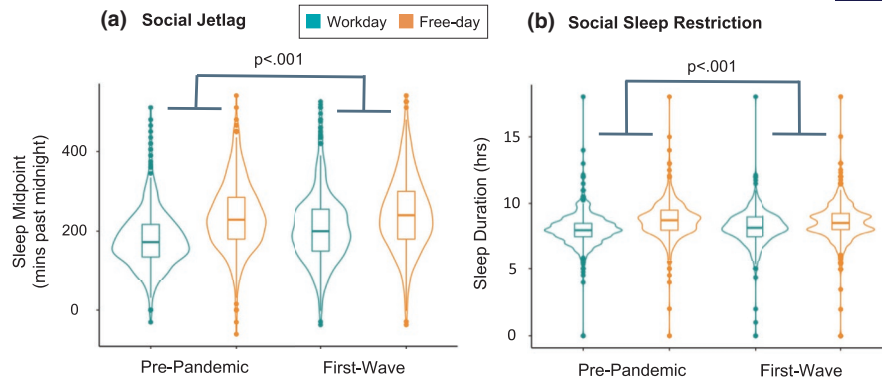 (a) Social Jetlag
Workday Free-day
(b) Social Sleep Restriction
p<.001
Sleep Midpoint
(mins past midnight)
400
200
0
Pre-Pandemic First-Wave
p<.001
Sleep Duration (hrs)
15
10
5
0
Pre-Pandemic First-Wave